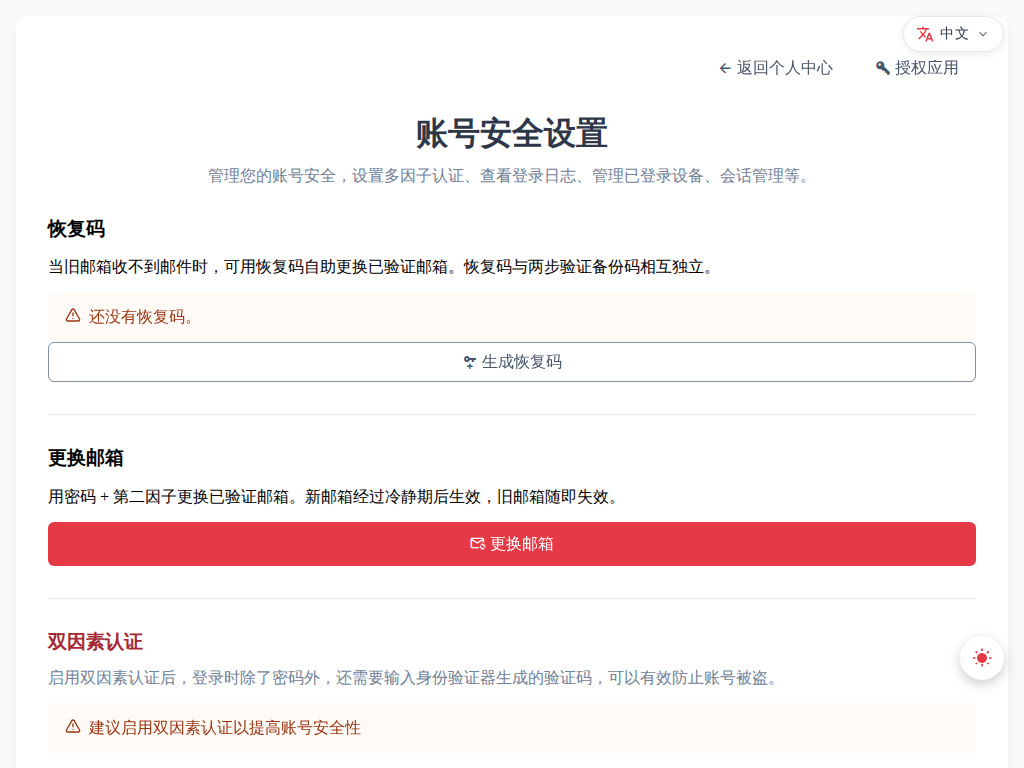 中文
返回个人中心
授权应用
账号安全设置
管理您的账号安全，设置多因子认证、查看登录日志、管理已登录设备、会话管理等。
恢复码
当旧邮箱收不到邮件时，可用恢复码自助更换已验证邮箱。恢复码与两步验证备份码相互独立。
还没有恢复码。
生成恢复码
更换邮箱
用密码 + 第二因子更换已验证邮箱。新邮箱经过冷静期后生效，旧邮箱随即失效。
更换邮箱
双因素认证
启用双因素认证后，登录时除了密码外，还需要输入身份验证器生成的验证码，可以有效防止账号被盗。
建议启用双因素认证以提高账号安全性